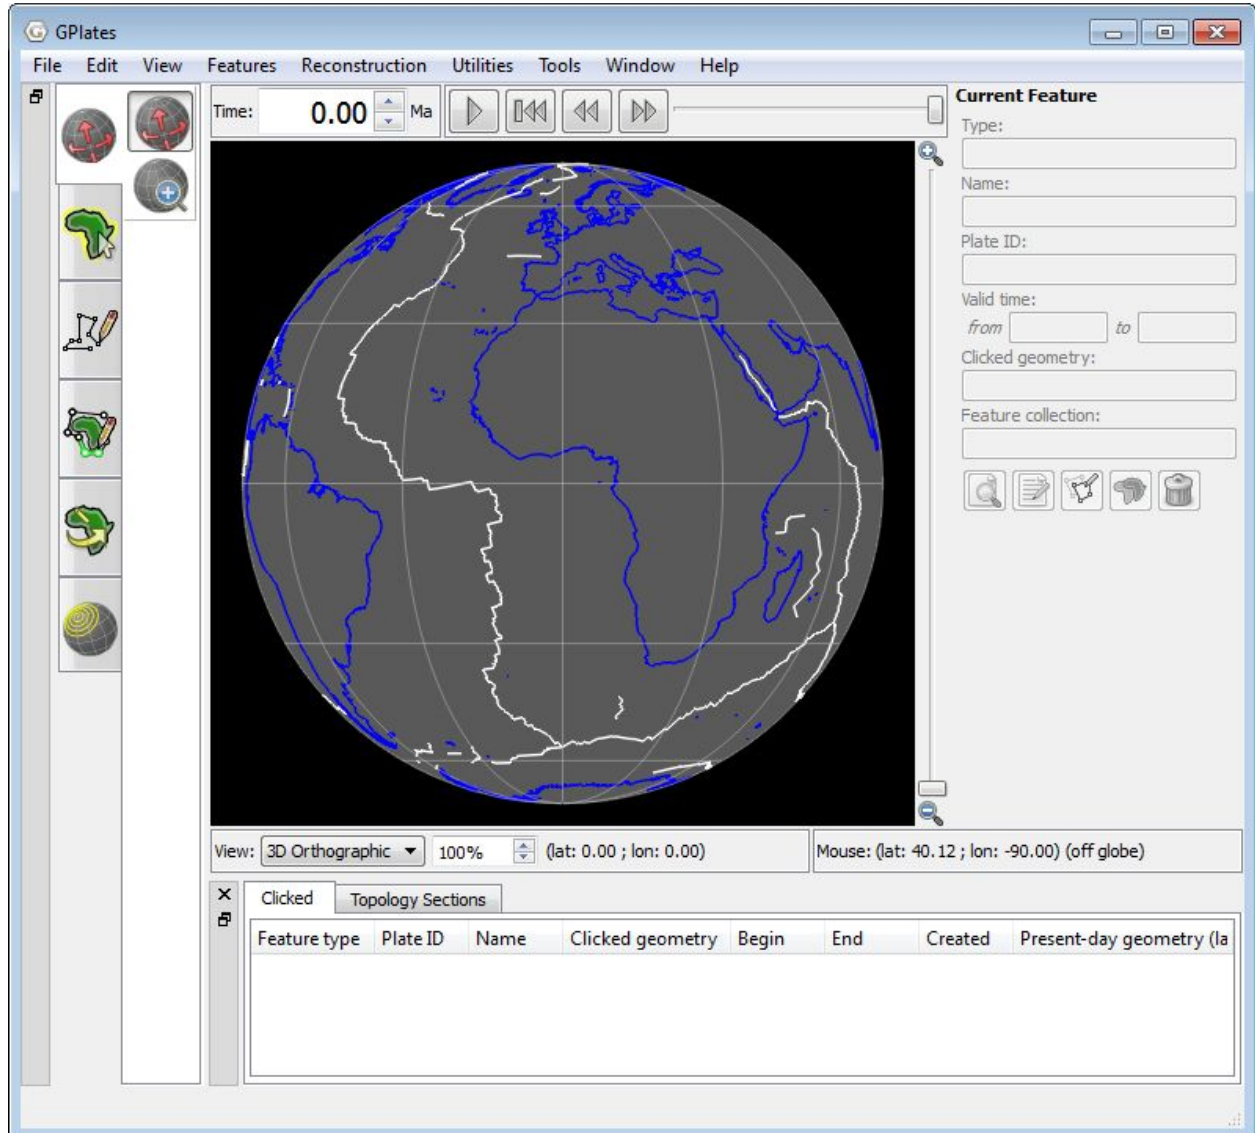 GPlates
File Edit View Features Reconstruction Utilities Tools Window Help
Time: 0.00 Ma
Current Feature
Type:
Name:
Plate ID:
Valid time:
from to
Clicked geometry:
Feature collection:
View: 3D Orthographic 100% (lat: 0.00 ; lon: 0.00) Mouse: (lat: 40.12 ; lon: -90.00) (off globe)
Clicked Topology Sections
Feature type Plate ID Name Clicked geometry Begin End Created Present-day geometry (la